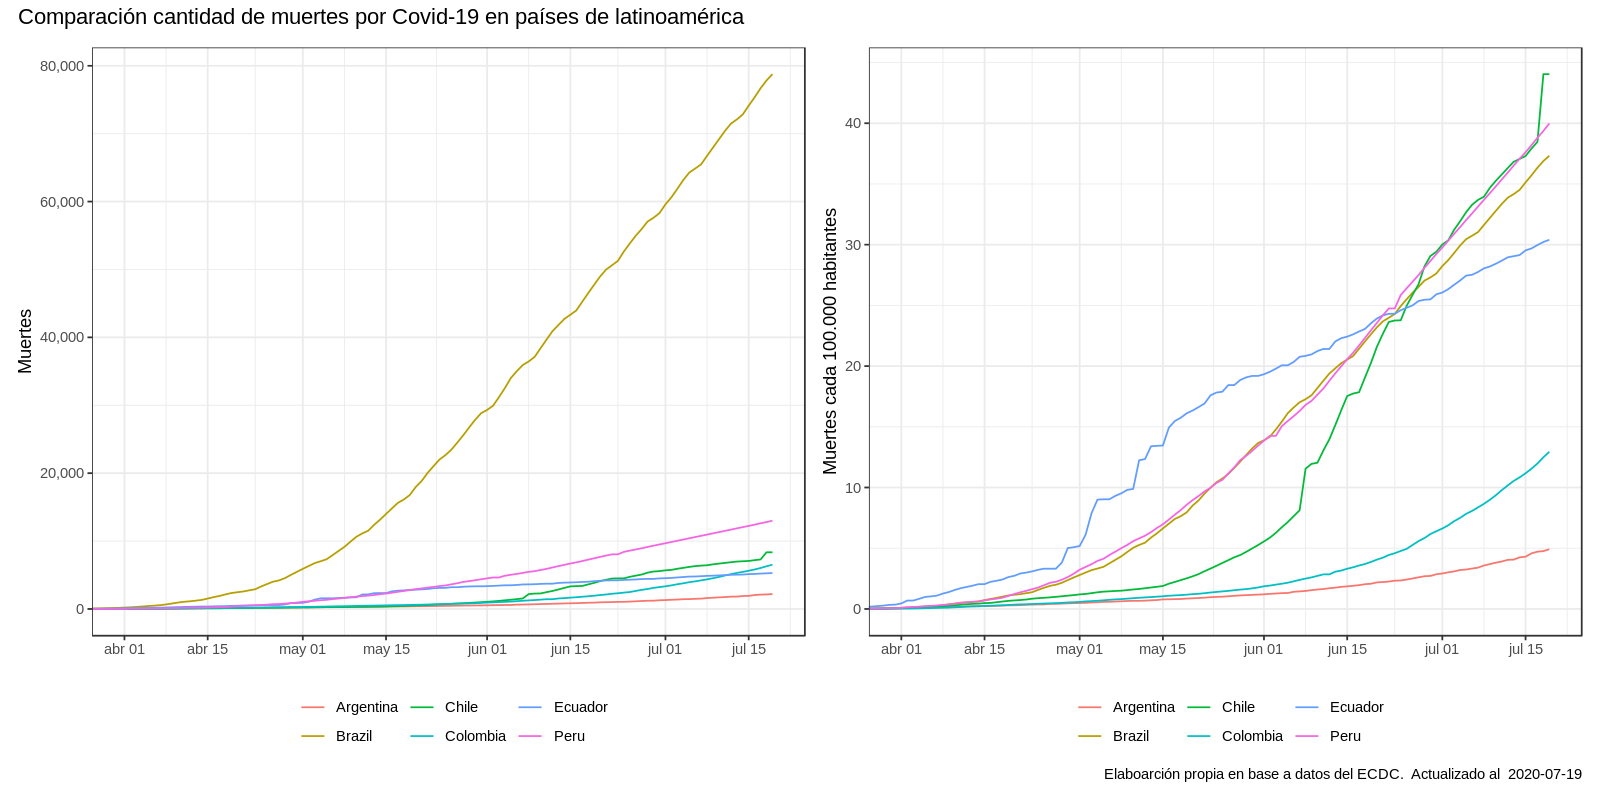 Comparación cantidad de muertes por Covid-19 en países de latinoamérica
Muertes
80,000
60,000
40,000
20,000
0
abr 01 abr 15 may 01 may 15 jun 01 jun 15 jul 01 jul 15
Argentina Chile Ecuador
Brazil Colombia Peru
Muertes cada 100.000 habitantes
40
30
20
10
0
abr 01 abr 15 may 01 may 15 jun 01 jun 15 jul 01 jul 15
Argentina Chile Ecuador
Brazil Colombia Peru
Elaboarción propia en base a datos del ECDC. Actualizado al 2020-07-19